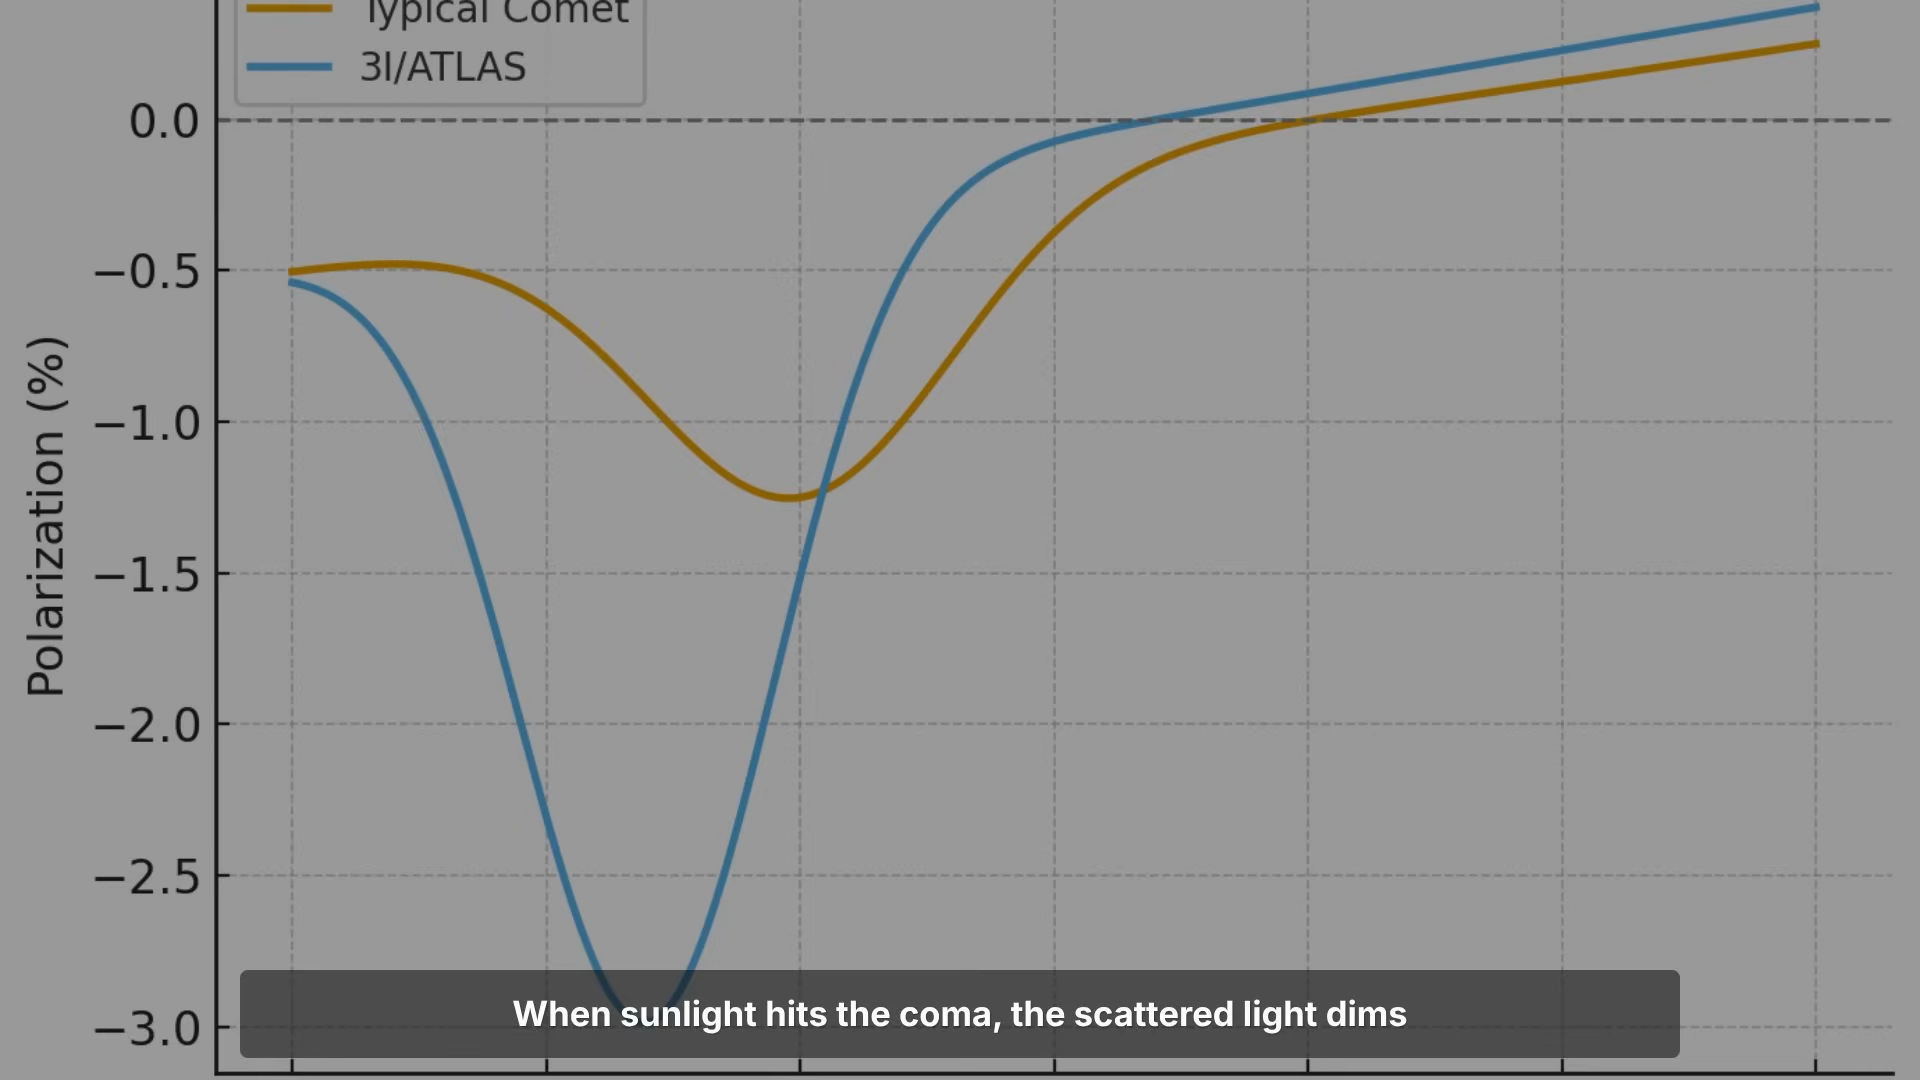 Typical Comet
3I/ATLAS
0.0
−0.5
−1.0
−1.5
−2.0
−2.5
−3.0
Polarization (%)
When sunlight hits the coma, the scattered light dims